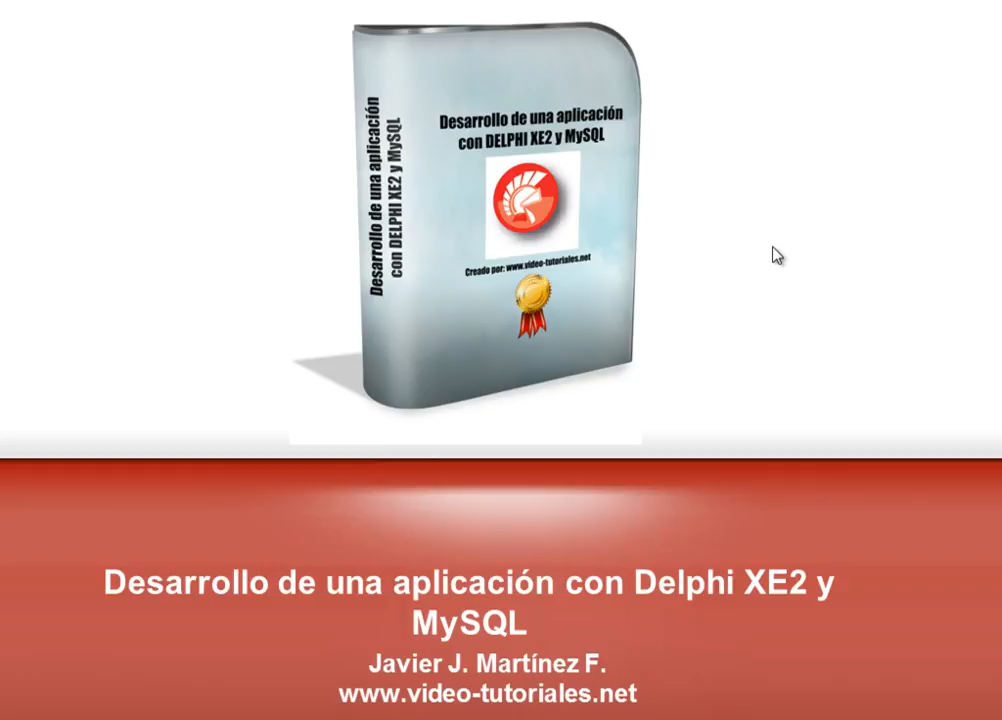 Desarrollo de una aplicación
con DELPHI XE2 y MySQL
Desarrollo de una aplicación
con DELPHI XE2 y MySQL
Creado por: www.video-tutoriales.net
Desarrollo de una aplicación con Delphi XE2 y
MySQL
Javier J. Martínez F.
www.video-tutoriales.net